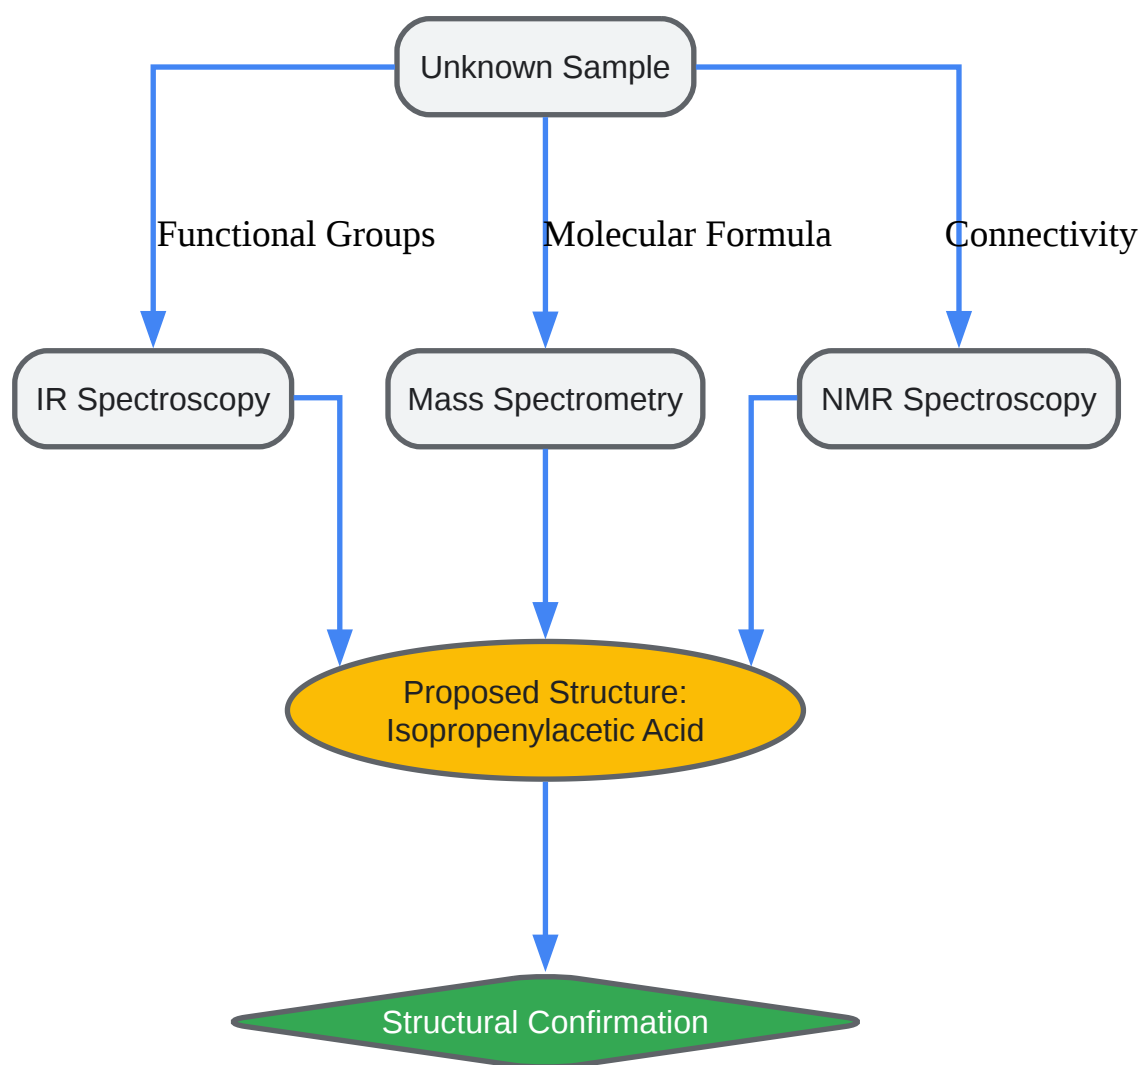 Unknown Sample
Functional Groups
Molecular Formula
Connectivity
IR Spectroscopy
Mass Spectrometry
NMR Spectroscopy
Proposed Structure:
Isopropenylacetic Acid
Structural Confirmation